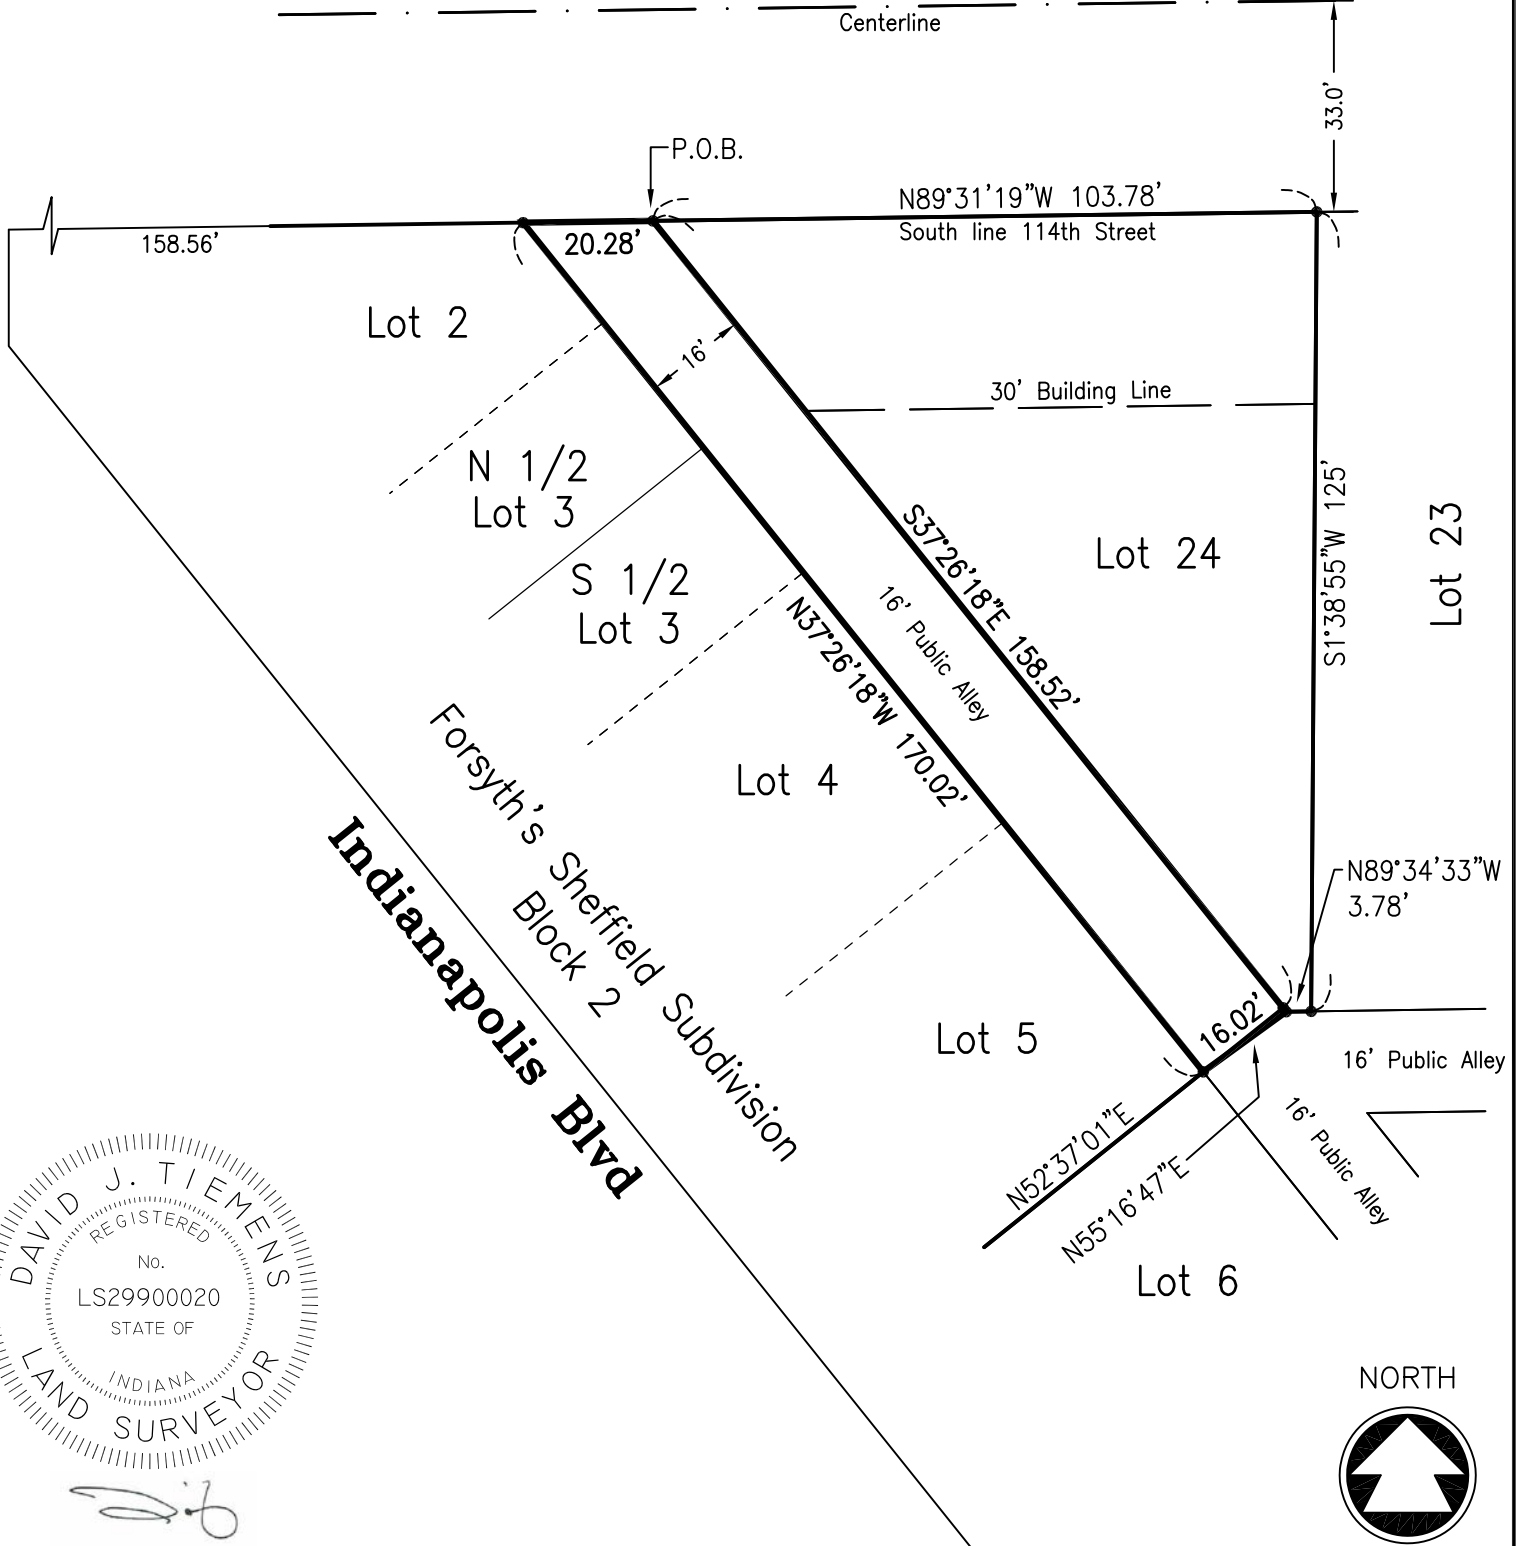 Centerline
33.0'
P.O.B.
N89°31'19"W 103.78'
South line 114th Street
158.56'
20.28'
Lot 2
16'
30' Building Line
N 1/2
Lot 3
S 1/2
Lot 3
S37°26'18"E 158.52'
Lot 24
S1°38'55"W 125'
Lot 23
16' Public Alley
N37°26'18"W 170.02'
Lot 4
Forsyth's Sheffield Subdivision
Block 2
Indianapolis Blvd
N89°34'33"W
3.78'
Lot 5
16.02'
16' Public Alley
16' Public Alley
N52°37'01"E
N55°16'47"E
Lot 6
DAVID J. TIEMENS
REGISTERED
No.
LS29900020
STATE OF
INDIANA
LAND SURVEYOR
NORTH